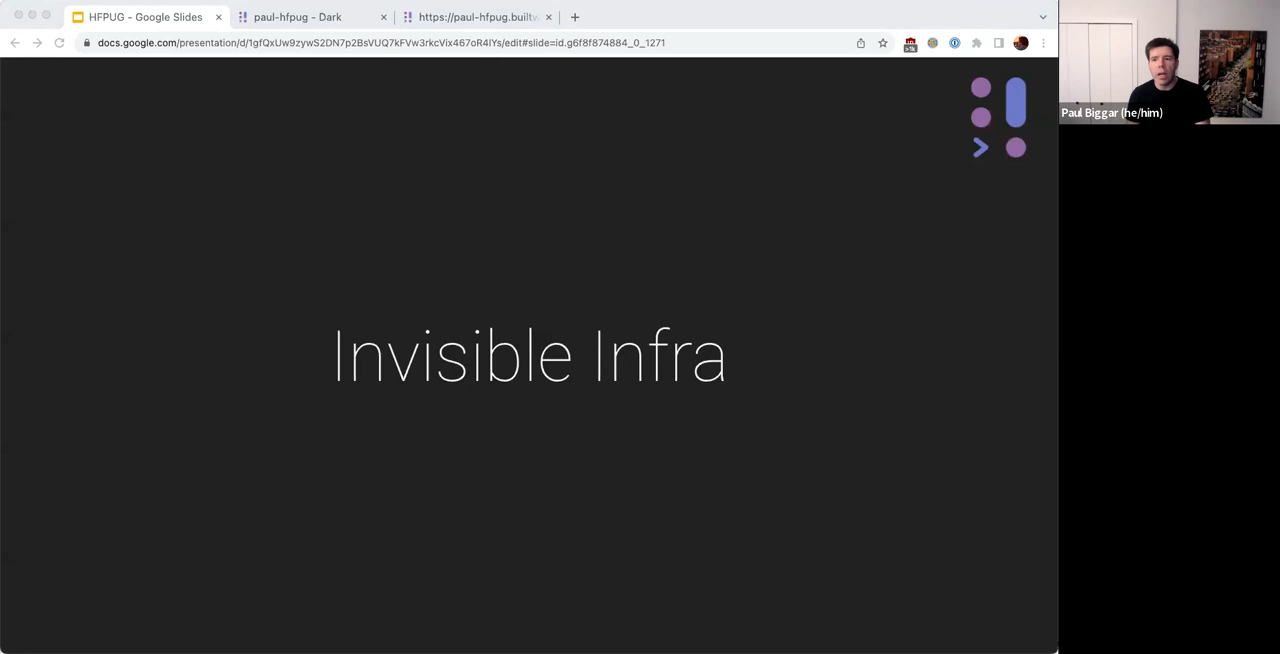 HFPUG - Google Slides
paul-hfpug - Dark
https://paul-hfpug.builtw
docs.google.com/presentation/d/1gfQxUw9zywS2DN7p2BsVUQ7kFVw3rkcVix467oR4lYs/edit#slide=id.g6f8f874884_0_1271
>1k
Paul Biggar (he/him)
Invisible Infra